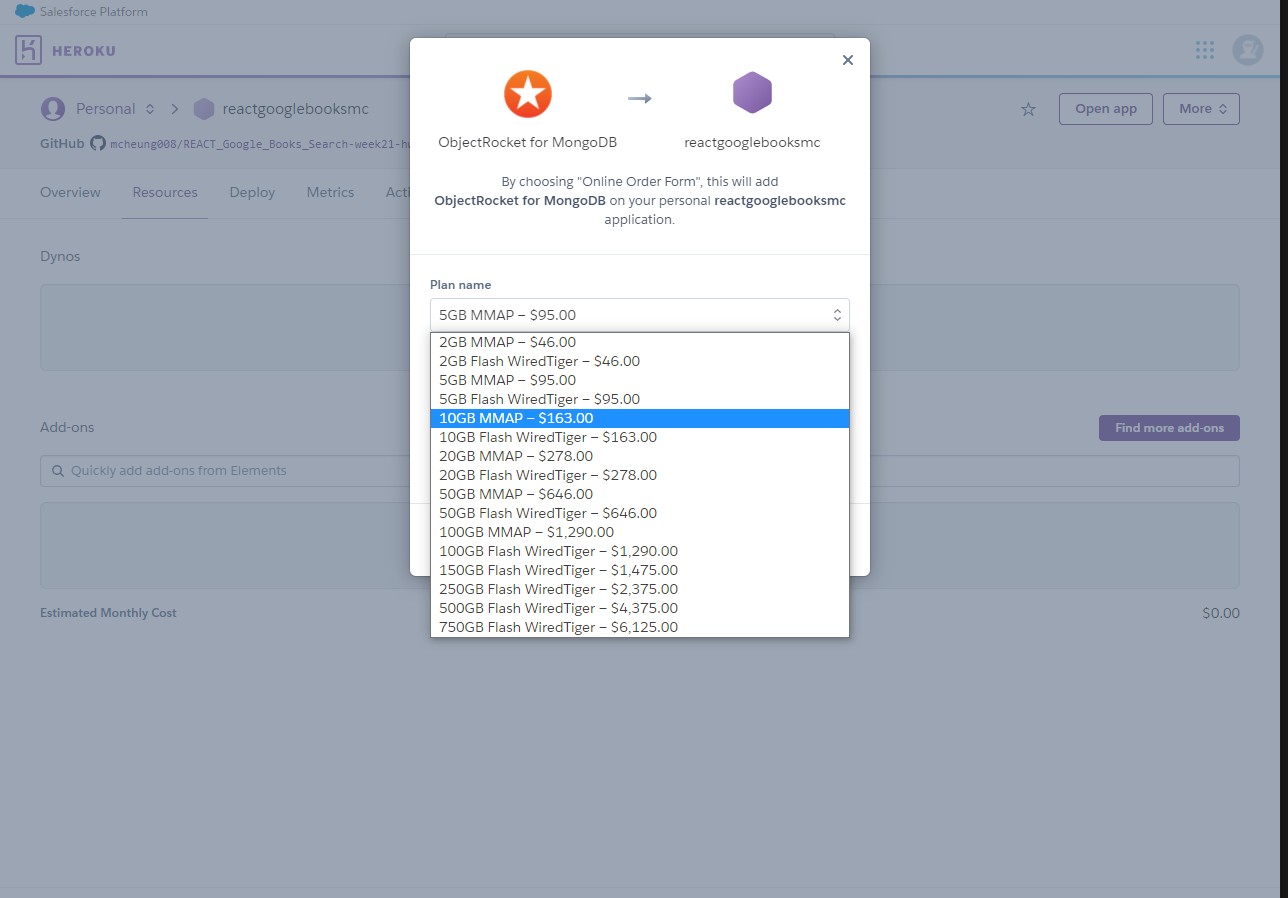 Salesforce Platform
HEROKU
Personal
reactgooglebooksmc
Open app
More
GitHub mcheung008/REACT_Google_Books_Search-week21-h
Overview
Resources
Deploy
Metrics
Acti
Dynos
Add-ons
Find more add-ons
Quickly add add-ons from Elements
Estimated Monthly Cost
$0.00
ObjectRocket for MongoDB
reactgooglebooksmc
By choosing "Online Order Form", this will add
ObjectRocket for MongoDB on your personal reactgooglebooksmc
application.
Plan name
5GB MMAP – $95.00
2GB MMAP – $46.00
2GB Flash WiredTiger – $46.00
5GB MMAP – $95.00
5GB Flash WiredTiger – $95.00
10GB MMAP – $163.00
10GB Flash WiredTiger – $163.00
20GB MMAP – $278.00
20GB Flash WiredTiger – $278.00
50GB MMAP – $646.00
50GB Flash WiredTiger – $646.00
100GB MMAP – $1,290.00
100GB Flash WiredTiger – $1,290.00
150GB Flash WiredTiger – $1,475.00
250GB Flash WiredTiger – $2,375.00
500GB Flash WiredTiger – $4,375.00
750GB Flash WiredTiger – $6,125.00